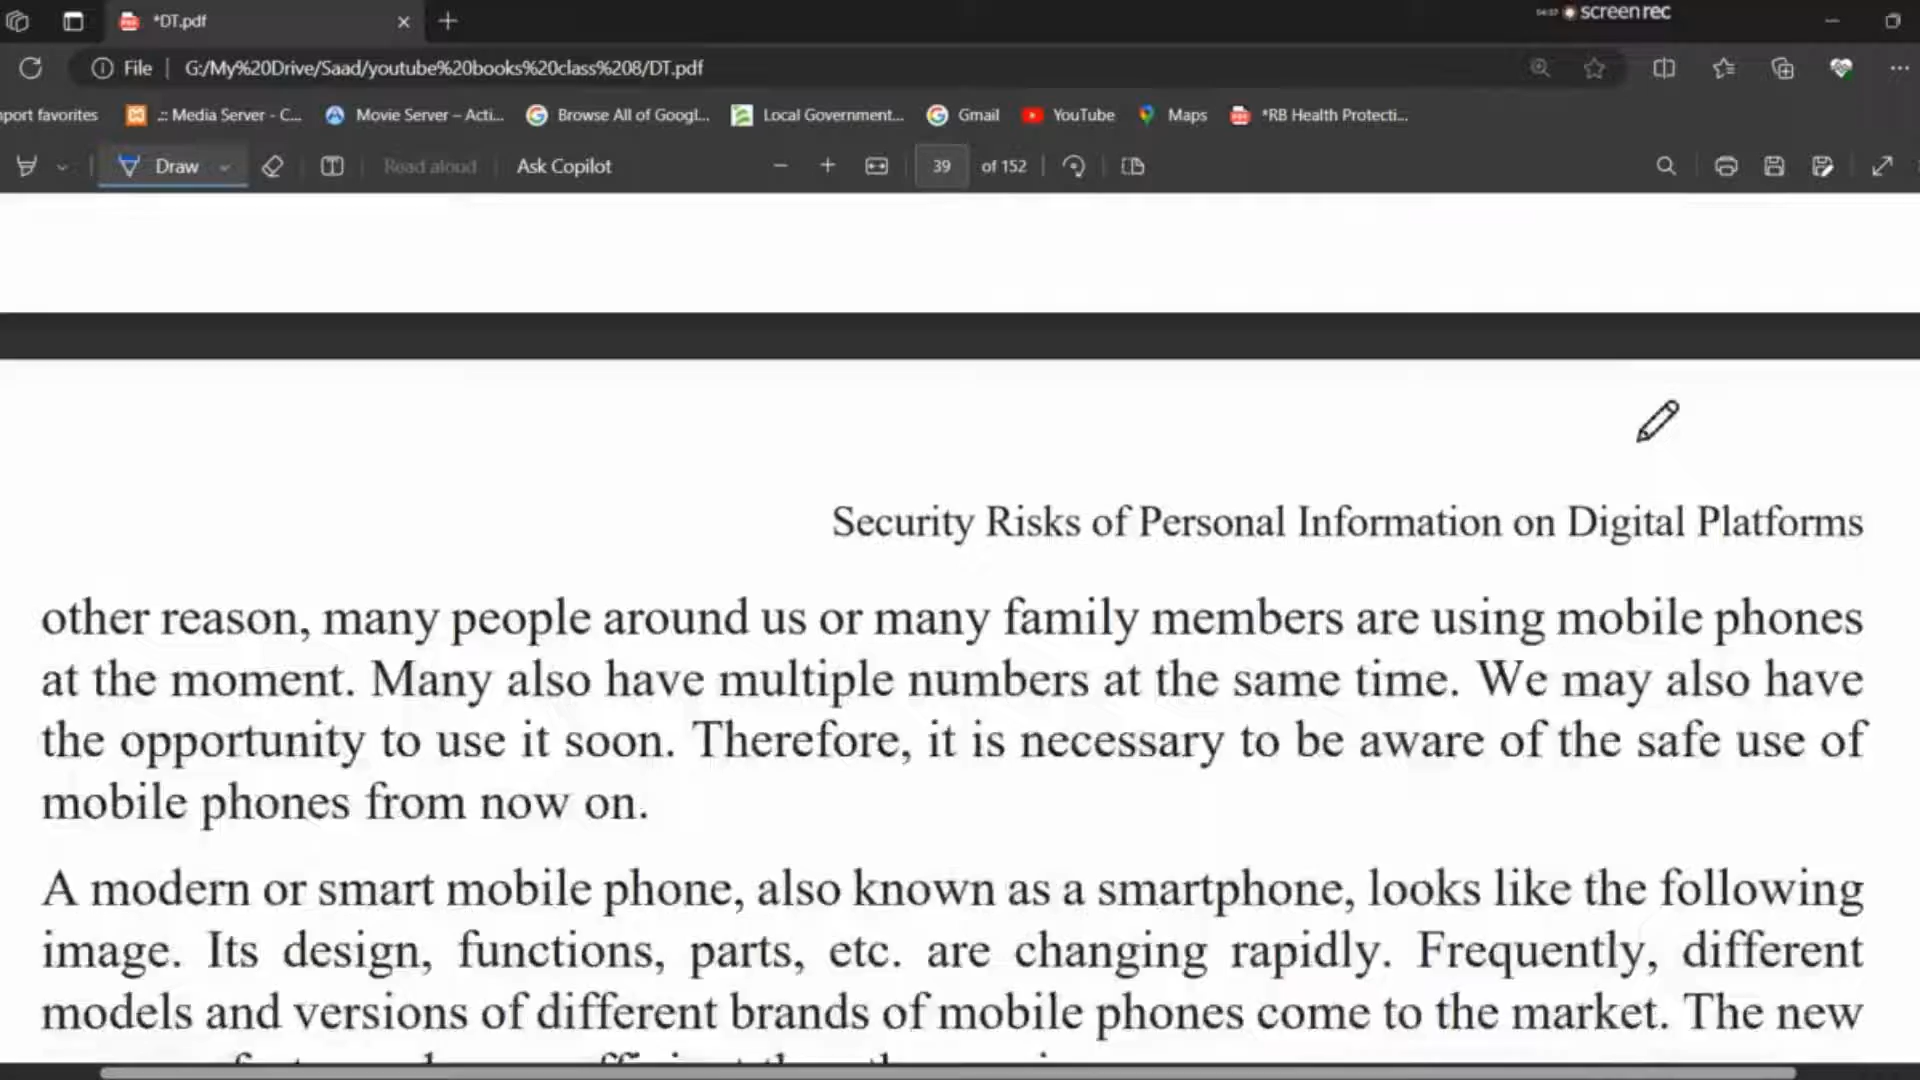 *DT.pdf
screenrec
File
G:/My%20Drive/Saad/youtube%20books%20class%208/DT.pdf
port favorites
.:: Media Server - C...
Movie Server – Acti...
Browse All of Googl...
Local Government...
Gmail
YouTube
Maps
*RB Health Protecti...
Draw
Read aloud
Ask Copilot
39 of 152
Security Risks of Personal Information on Digital Platforms
other reason, many people around us or many family members are using mobile phones
at the moment. Many also have multiple numbers at the same time. We may also have
the opportunity to use it soon. Therefore, it is necessary to be aware of the safe use of
mobile phones from now on.
A modern or smart mobile phone, also known as a smartphone, looks like the following
image. Its design, functions, parts, etc. are changing rapidly. Frequently, different
models and versions of different brands of mobile phones come to the market. The new